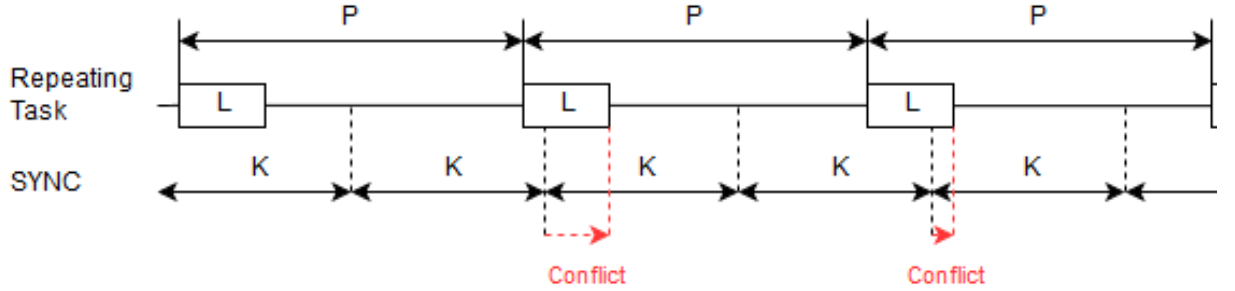 P P P
Repeating
Task
L L L
SYNC
K K K K K
Conflict Conflict